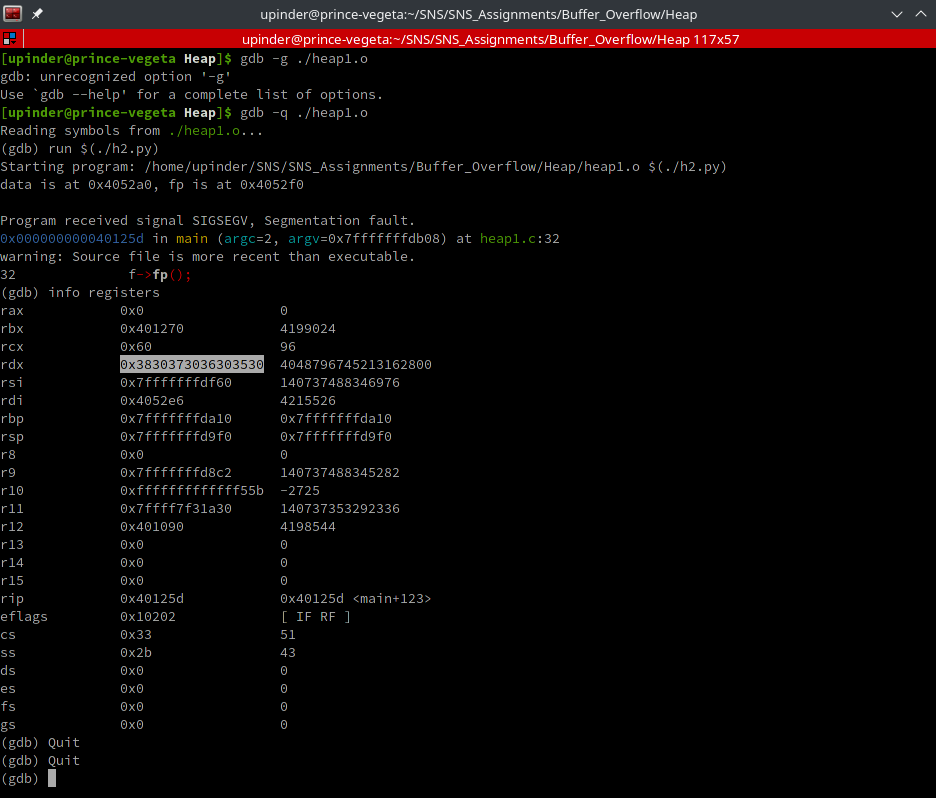 upinder@prince-vegeta:~/SNS/SNS_Assignments/Buffer_Overflow/Heap
upinder@prince-vegeta:~/SNS/SNS_Assignments/Buffer_Overflow/Heap 117x57
[upinder@prince-vegeta Heap]$ gdb -g ./heap1.o
gdb: unrecognized option '-g'
Use `gdb --help' for a complete list of options.
[upinder@prince-vegeta Heap]$ gdb -q ./heap1.o
Reading symbols from ./heap1.o...
(gdb) run $(./h2.py)
Starting program: /home/upinder/SNS/SNS_Assignments/Buffer_Overflow/Heap/heap1.o $(./h2.py)
data is at 0x4052a0, fp is at 0x4052f0
Program received signal SIGSEGV, Segmentation fault.
0x000000000040125d in main (argc=2, argv=0x7fffffffdb08) at heap1.c:32
warning: Source file is more recent than executable.
32              f->fp();
(gdb) info registers
rax            0x0                 0
rbx            0x401270            4199024
rcx            0x60                96
rdx            0x3830373036303530  4048796745213162800
rsi            0x7fffffffdf60      140737488346976
rdi            0x4052e6            4215526
rbp            0x7fffffffda10      0x7fffffffda10
rsp            0x7fffffffd9f0      0x7fffffffd9f0
r8             0x0                 0
r9             0x7fffffffd8c2      140737488345282
r10            0xfffffffffffff55b  -2725
r11            0x7ffff7f31a30      140737353292336
r12            0x401090            4198544
r13            0x0                 0
r14            0x0                 0
r15            0x0                 0
rip            0x40125d            0x40125d <main+123>
eflags         0x10202             [ IF RF ]
cs             0x33                51
ss             0x2b                43
ds             0x0                 0
es             0x0                 0
fs             0x0                 0
gs             0x0                 0
(gdb) Quit
(gdb) Quit
(gdb)